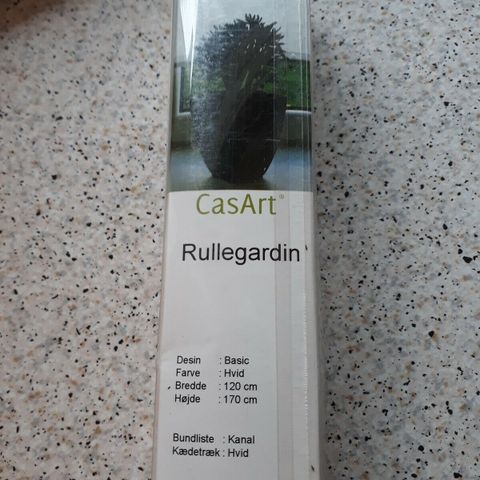 CasArt®
Rullegardin
Desin : Basic
Farve : Hvid
Bredde : 120 cm
Højde : 170 cm
Bundliste : Kanal
Kædetræk : Hvid